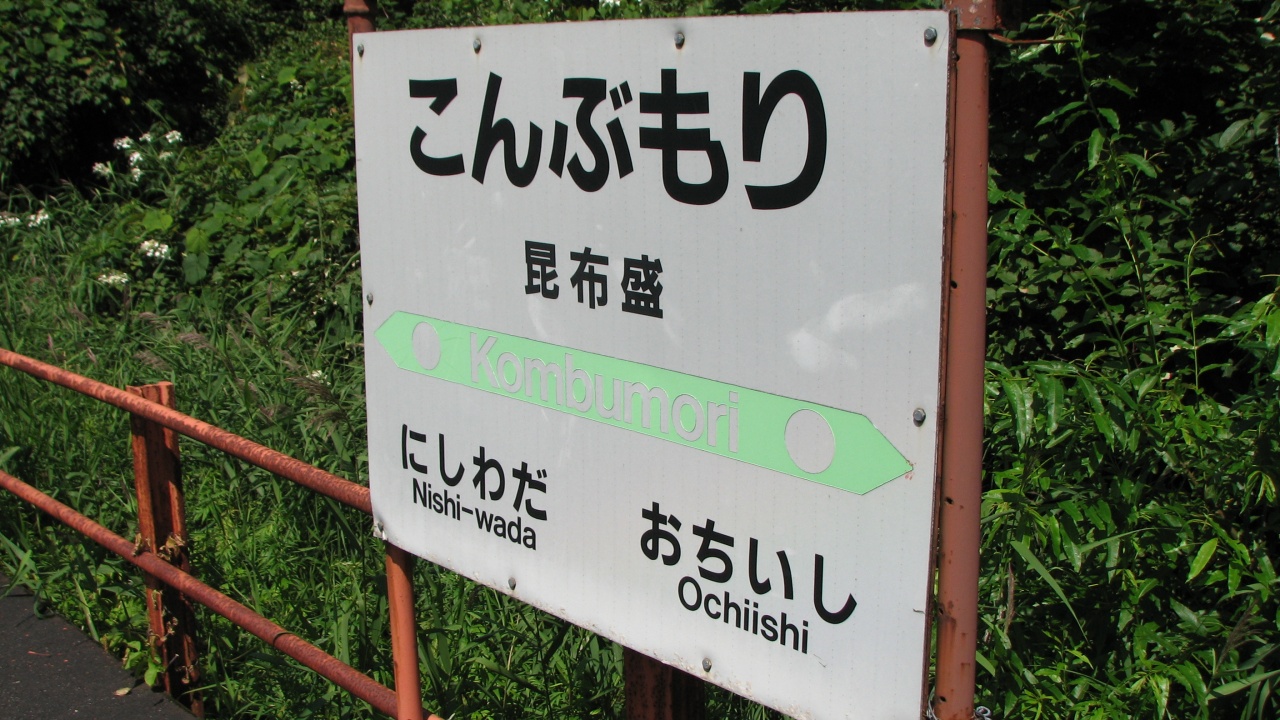 こんぶもり
昆布盛
Kombumori
にしわだ
Nishi-wada
おちいし
Ochiishi